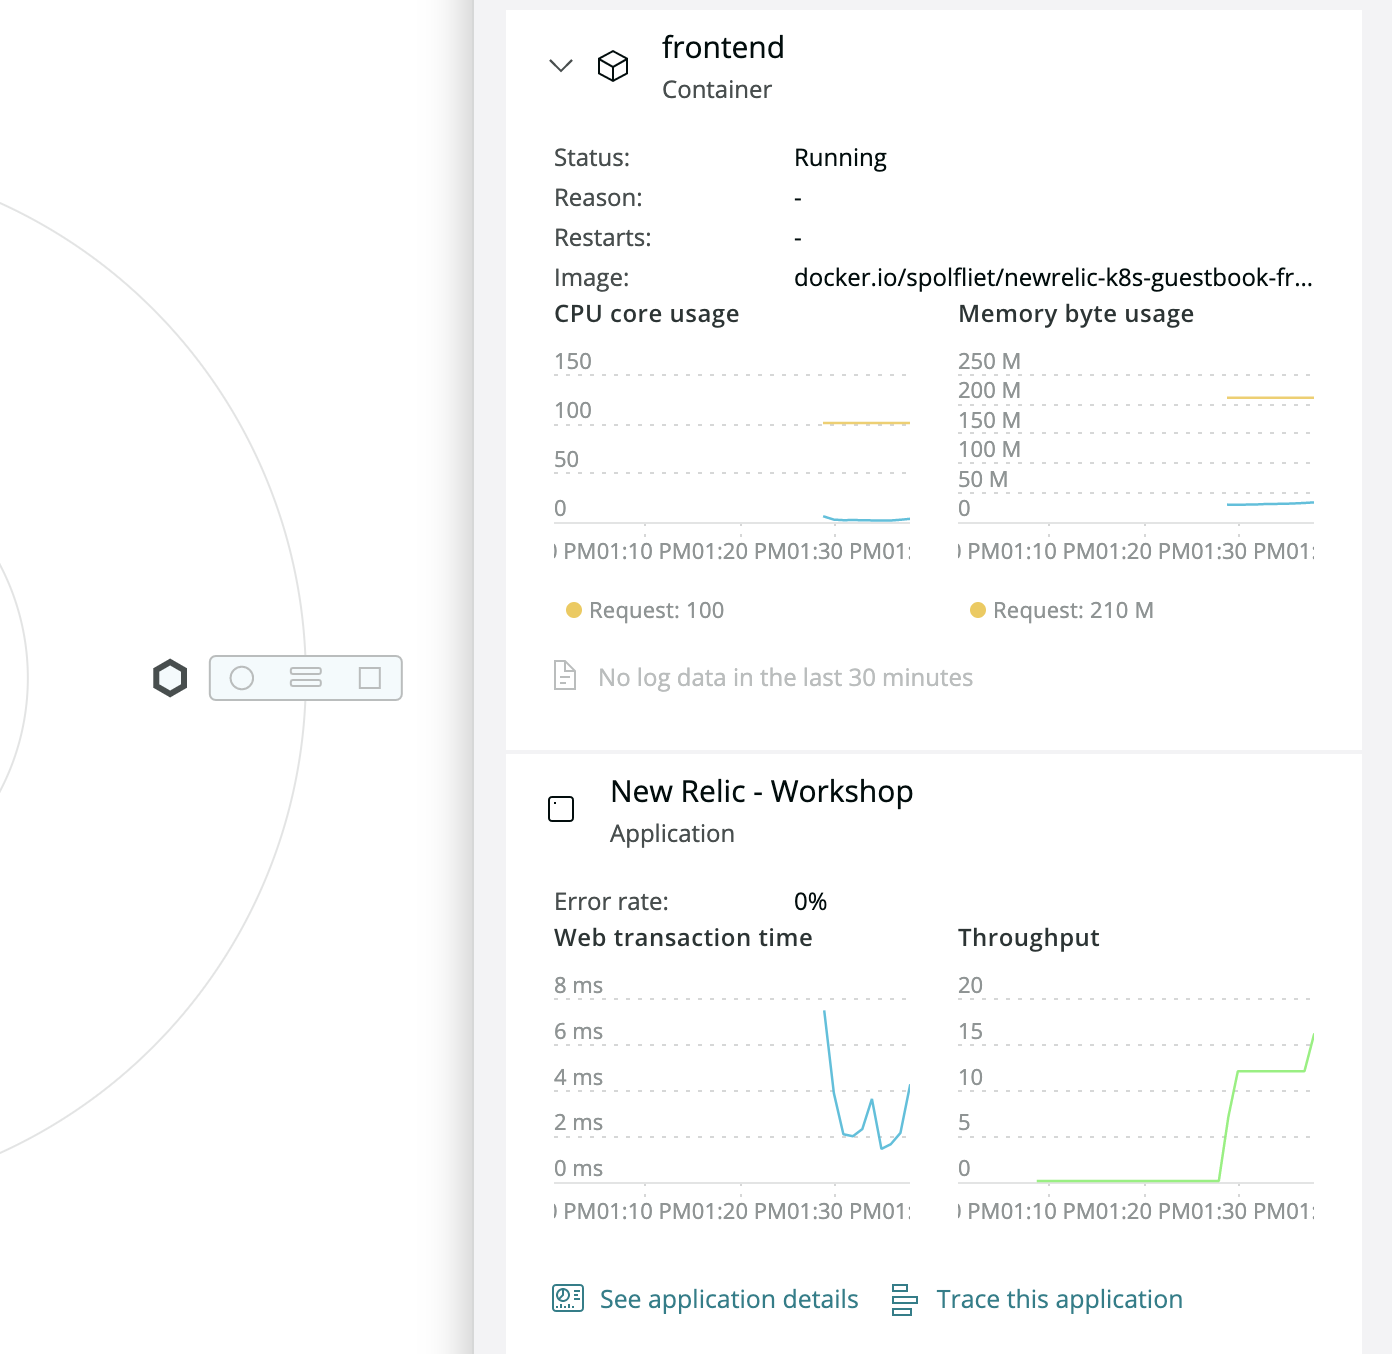 frontend
Container
Status: Running
Reason: -
Restarts: -
Image: docker.io/spolfliet/newrelic-k8s-guestbook-fr...
CPU core usage Memory byte usage
150
100
50
0
PM01:10 PM01:20 PM01:30 PM01:
Request: 100
250 M
200 M
150 M
100 M
50 M
0
PM01:10 PM01:20 PM01:30 PM01:
Request: 210 M
No log data in the last 30 minutes
New Relic - Workshop
Application
Error rate: 0%
Web transaction time Throughput
8 ms
6 ms
4 ms
2 ms
0 ms
PM01:10 PM01:20 PM01:30 PM01:
20
15
10
5
0
PM01:10 PM01:20 PM01:30 PM01:
See application details Trace this application